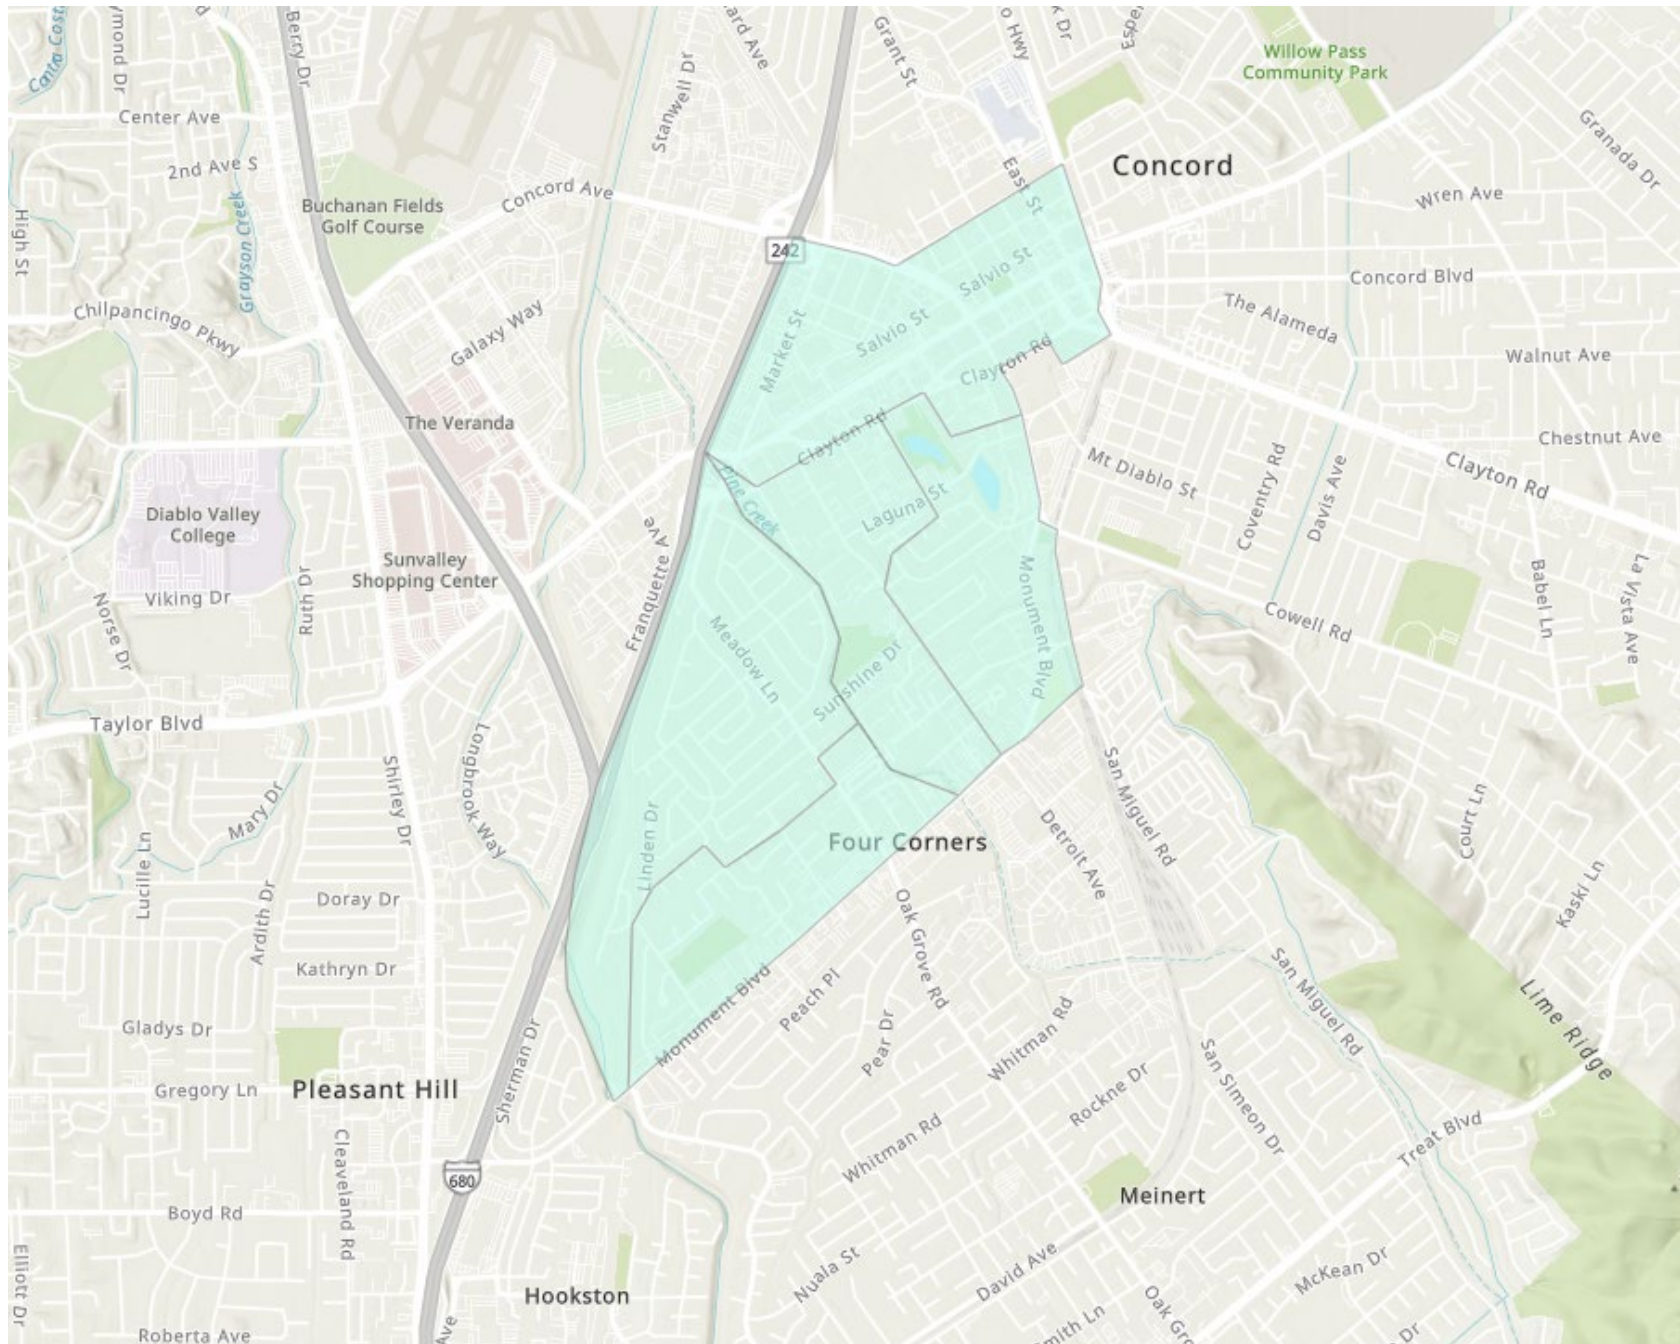 Contra Costa
Berry Dr
Grant St
Willow Pass
Community Park
Stanwell Dr
Center Ave
Granada Dr
2nd Ave S
Concord
East St
Concord Ave
Wren Ave
Buchanan Fields
Golf Course
Grayson Creek
High St
242
Salvio St
Concord Blvd
The Alameda
Chilpancingo Pkwy
Galaxy Way
Market St
Salvio St
Clayton Rd
Walnut Ave
The Veranda
Clayton Rd
Chestnut Ave
Mt Diablo St
Clayton Rd
Coventry Rd
Davis Ave
Pine Creek
Laguna St
Diablo Valley
College
Franquette Ave
Sunvalley
Shopping Center
Viking Dr
Ruth Dr
Norse Dr
Monument Blvd
Babel Ln
La Vista Ave
Cowell Rd
Meadow Ln
Sunshine Dr
Taylor Blvd
Longbrook Way
Shirley Dr
San Miguel Rd
Mary Dr
Court Ln
Linden Dr
Four Corners
Detroit Ave
Lucille Ln
Ardith Dr
Doray Dr
Kaski Ln
Oak Grove Rd
Kathryn Dr
Monument Blvd
Peach Pl
San Miguel Rd
Lime Ridge
Gladys Dr
Sherman Dr
Pear Dr
Whitman Rd
Gregory Ln
Pleasant Hill
Rockne Dr
San Simeon Dr
Cleaveland Rd
Whitman Rd
Treat Blvd
680
Meinert
Boyd Rd
Elliott Dr
Nuala St
David Ave
McKean Dr
Hookston
Roberta Ave